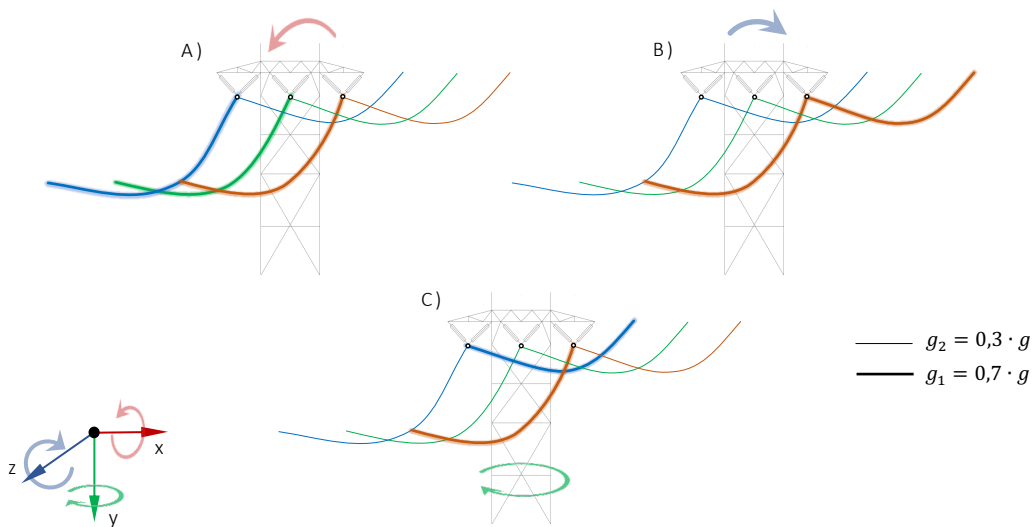 A)
B)
C)
g₂ = 0,3 · g
g₁ = 0,7 · g
x
z
y